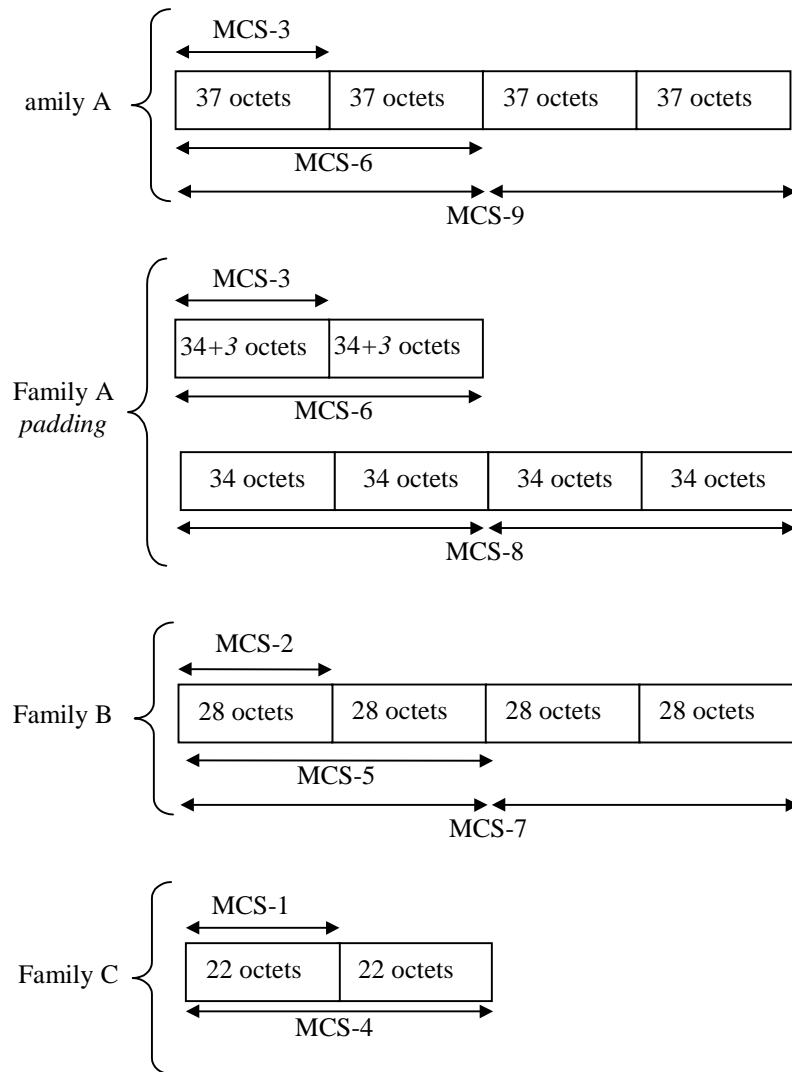 MCS-3
amily A
37 octets 37 octets 37 octets 37 octets
MCS-6
MCS-9
MCS-3
34+3 octets 34+3 octets
Family A
padding
MCS-6
34 octets 34 octets 34 octets 34 octets
MCS-8
MCS-2
Family B
28 octets 28 octets 28 octets 28 octets
MCS-5
MCS-7
MCS-1
Family C
22 octets 22 octets
MCS-4